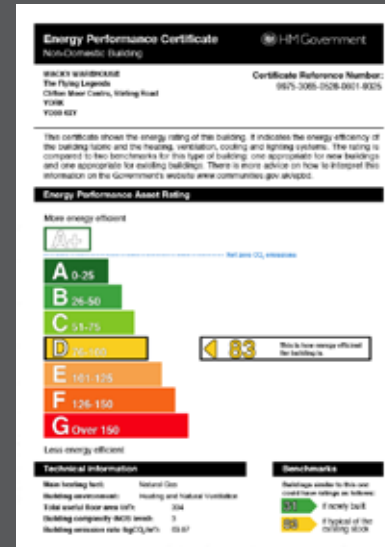 Energy Performance Certificate
HM Government
Non-Domestic Building
WACKY WAREHOUSE
The Flying Legends
Clifton Moor Centre, Stirling Road
YORK
Certificate Reference Number:
This certificate shows the energy rating of this building. It indicates the energy efficiency of
the building fabric and the heating, ventilation, cooling and lighting systems. The rating is
compared to two benchmarks for this type of building: one appropriate for new buildings
and one appropriate for existing buildings. There is more advice on how to interpret this
information on the Government's website www.communities.gov.uk/epbd.
Energy Performance Asset Rating
More energy efficient
A+
Net zero CO₂ emissions
A 0-25
B 26-50
C 51-75
D 76-100
83
This is how energy efficient
the building is.
E 101-125
F 126-150
G Over 150
Less energy efficient
Technical information
Benchmarks
Main heating fuel: Natural Gas
Building environment: Heating and Natural Ventilation
Total useful floor area (m²): 334
Building complexity (NOS level): 3
Building emission rate (kgCO₂/m²):
Buildings similar to this one
could have ratings as follows:
If newly built
If typical of the
existing stock